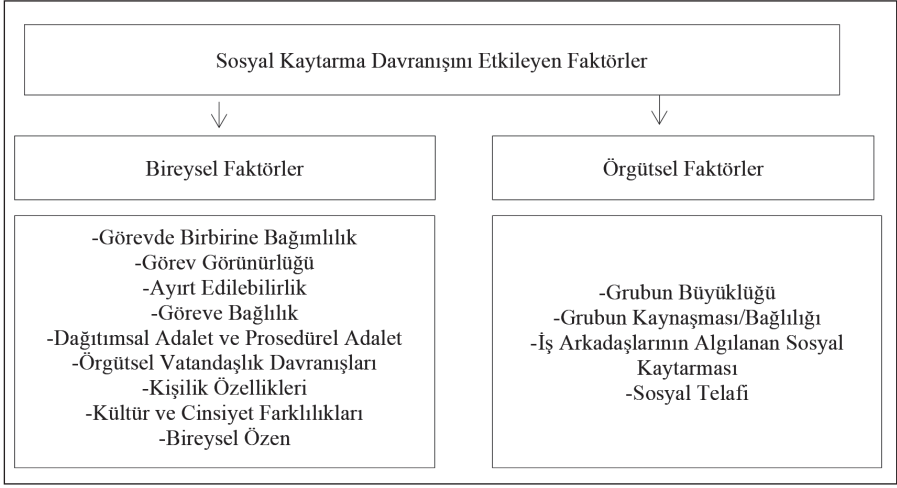 Sosyal Kaytarma Davranışını Etkileyen Faktörler
Bireysel Faktörler
-Görevde Birbirine Bağımlılık
-Görev Görünürlüğü
-Ayırt Edilebilirlik
-Göreve Bağlılık
-Dağıtımsal Adalet ve Prosedürel Adalet
-Örgütsel Vatandaşlık Davranışları
-Kişilik Özellikleri
-Kültür ve Cinsiyet Farklılıkları
-Bireysel Özen
Örgütsel Faktörler
-Grubun Büyüklüğü
-Grubun Kaynaşması/Bağlılığı
-İş Arkadaşlarının Algılanan Sosyal
Kaytarması
-Sosyal Telafi